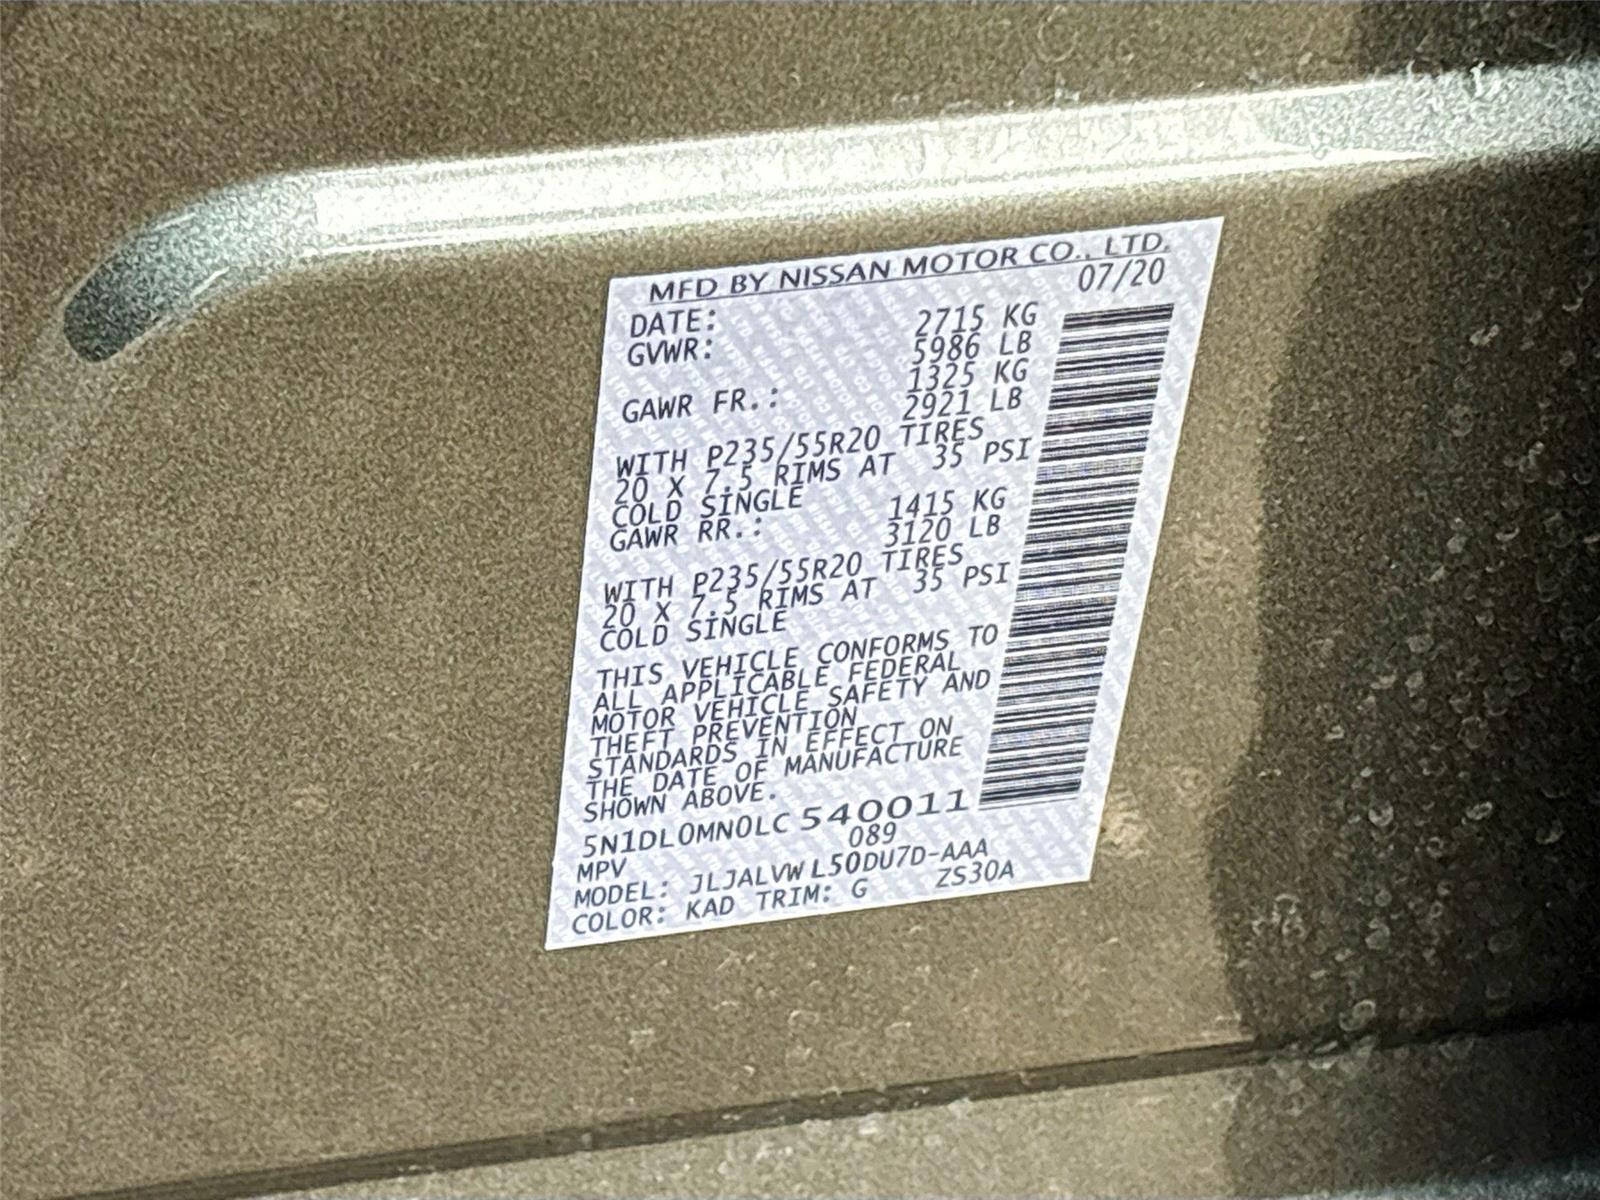 MFD BY NISSAN MOTOR CO., LTD.
DATE: 07/20
GVWR: 2715 KG
5986 LB
GAWR FR.: 1325 KG
2921 LB
WITH P235/55R20 TIRES
20 X 7.5 RIMS AT 35 PSI
COLD SINGLE
GAWR RR.: 1415 KG
3120 LB
WITH P235/55R20 TIRES
20 X 7.5 RIMS AT 35 PSI
COLD SINGLE
THIS VEHICLE CONFORMS TO
ALL APPLICABLE FEDERAL
MOTOR VEHICLE SAFETY AND
THEFT PREVENTION
STANDARDS IN EFFECT ON
THE DATE OF MANUFACTURE
SHOWN ABOVE.
5N1DL0MN0LC 540011
MPV 089
MODEL: JLJALVW L50DU7D-AAA
COLOR: KAD TRIM: G ZS30A